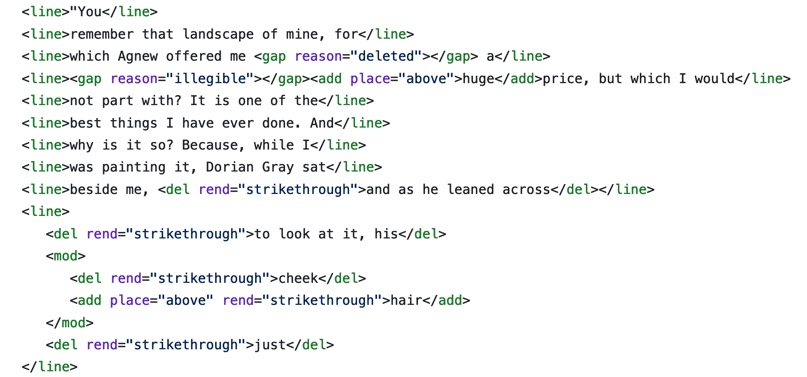 <line>"You</line>
<line>remember that landscape of mine, for</line>
<line>which Agnew offered me <gap reason="deleted"></gap> a</line>
<line><gap reason="illegible"></gap><add place="above">huge</add>price, but which I would</line>
<line>not part with? It is one of the</line>
<line>best things I have ever done. And</line>
<line>why is it so? Because, while I</line>
<line>was painting it, Dorian Gray sat</line>
<line>beside me, <del rend="strikethrough">and as he leaned across</del></line>
<line>
<del rend="strikethrough">to look at it, his</del>
<mod>
<del rend="strikethrough">cheek</del>
<add place="above" rend="strikethrough">hair</add>
</mod>
<del rend="strikethrough">just</del>
</line>